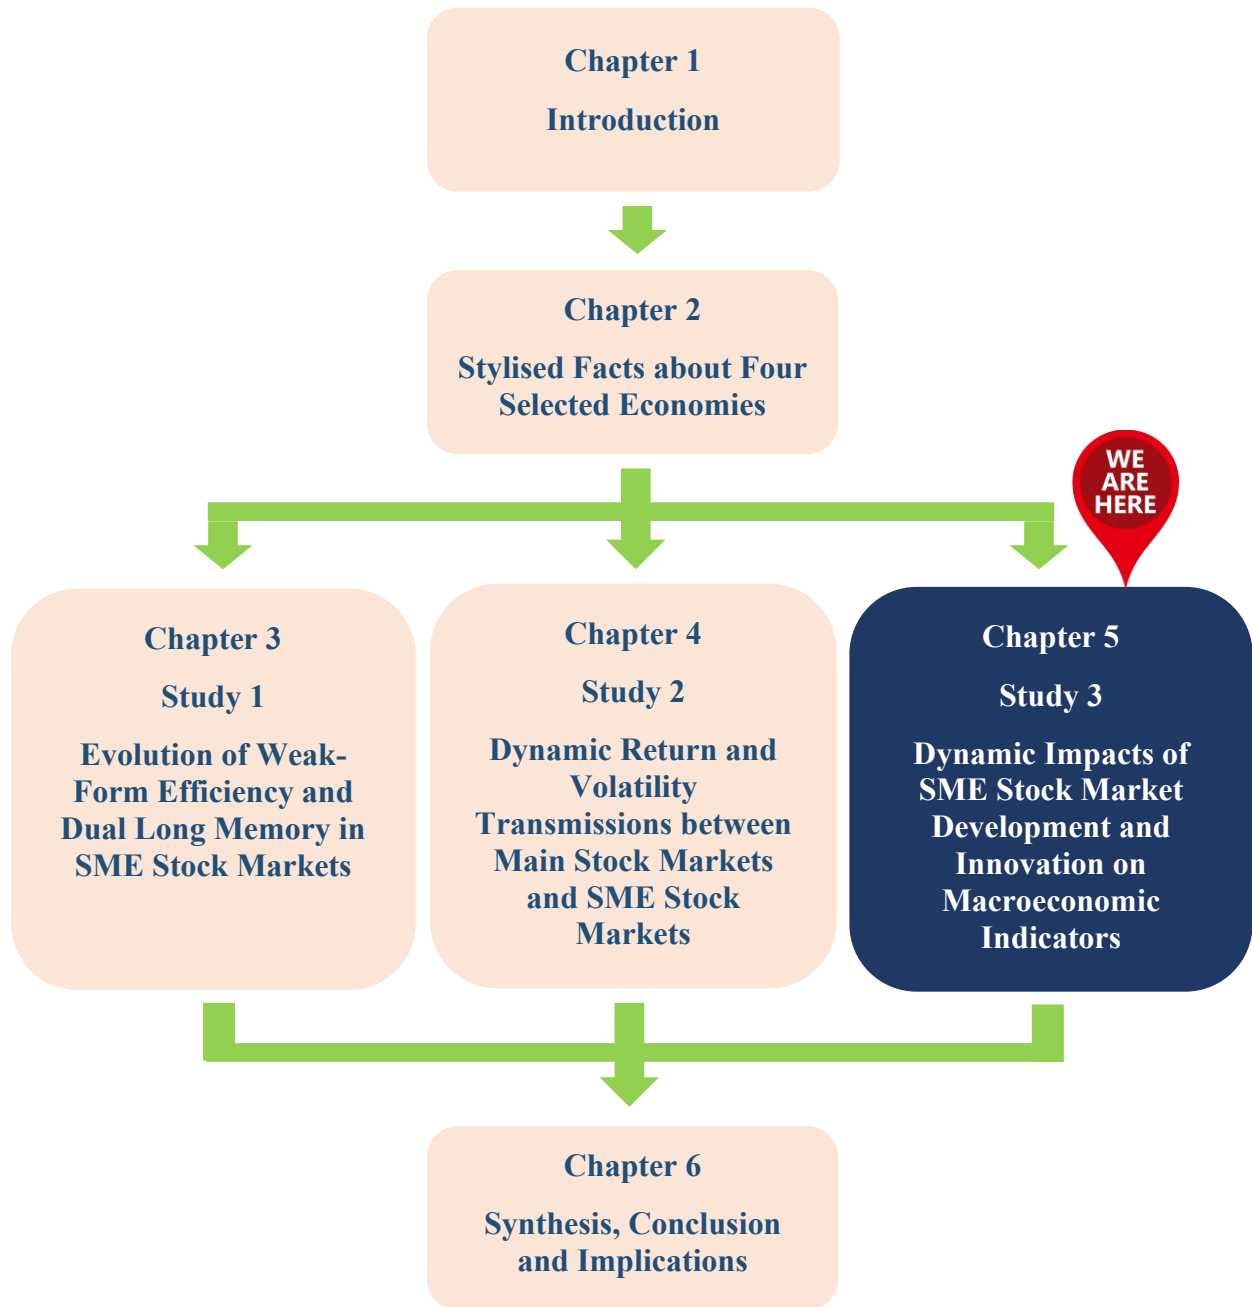 Chapter 1
Introduction
Chapter 2
Stylised Facts about Four
Selected Economies
WE
ARE
HERE
Chapter 3
Study 1
Evolution of Weak-
Form Efficiency and
Dual Long Memory in
SME Stock Markets
Chapter 4
Study 2
Dynamic Return and
Volatility
Transmissions between
Main Stock Markets
and SME Stock
Markets
Chapter 5
Study 3
Dynamic Impacts of
SME Stock Market
Development and
Innovation on
Macroeconomic
Indicators
Chapter 6
Synthesis, Conclusion
and Implications